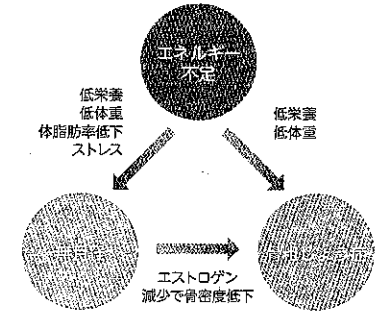 エネルギー
不足
低栄養
低体重
体脂肪率低下
ストレス
低栄養
低体重
エストロゲン
減少で骨密度低下